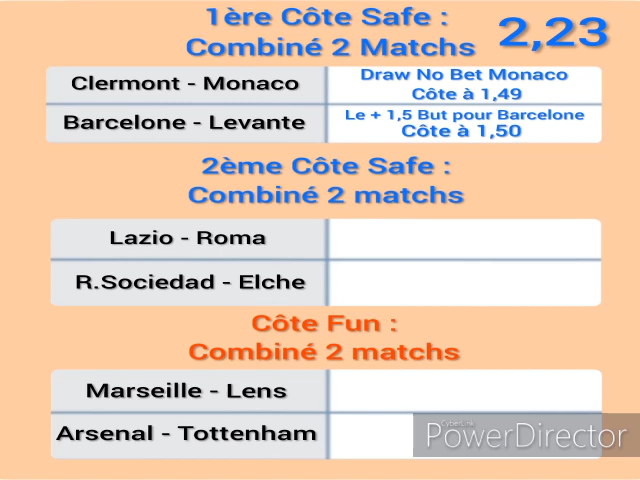 1ère Côte Safe :
Combiné 2 Matchs
2,23
Clermont - Monaco
Draw No Bet Monaco
Côte à 1,49
Barcelone - Levante
Le + 1,5 But pour Barcelone
Côte à 1,50
2ème Côte Safe :
Combiné 2 matchs
Lazio - Roma
R.Sociedad - Elche
Côte Fun :
Combiné 2 matchs
Marseille - Lens
Arsenal - Tottenham
CyberLink
PowerDirector